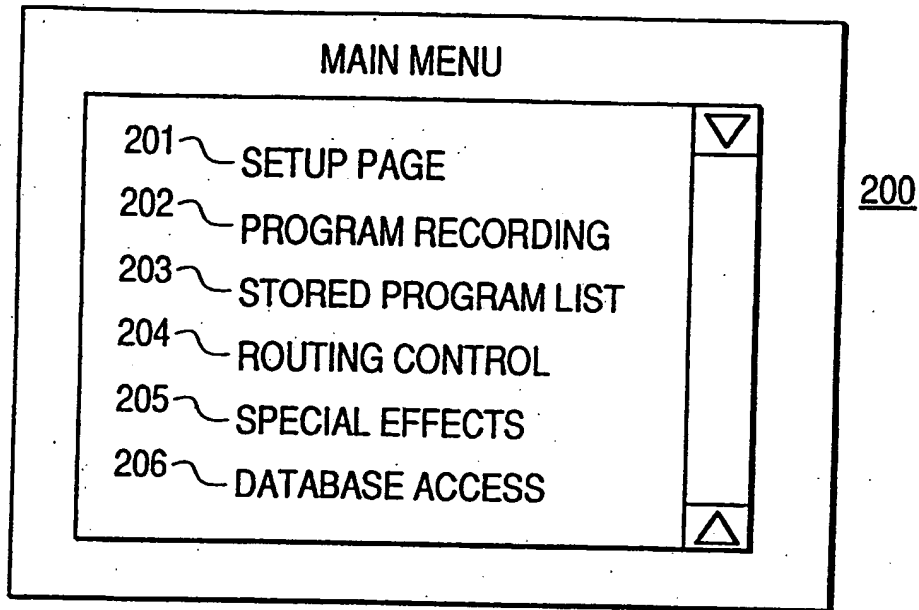 MAIN MENU
201 SETUP PAGE
202 PROGRAM RECORDING
203 STORED PROGRAM LIST
204 ROUTING CONTROL
205 SPECIAL EFFECTS
206 DATABASE ACCESS
200